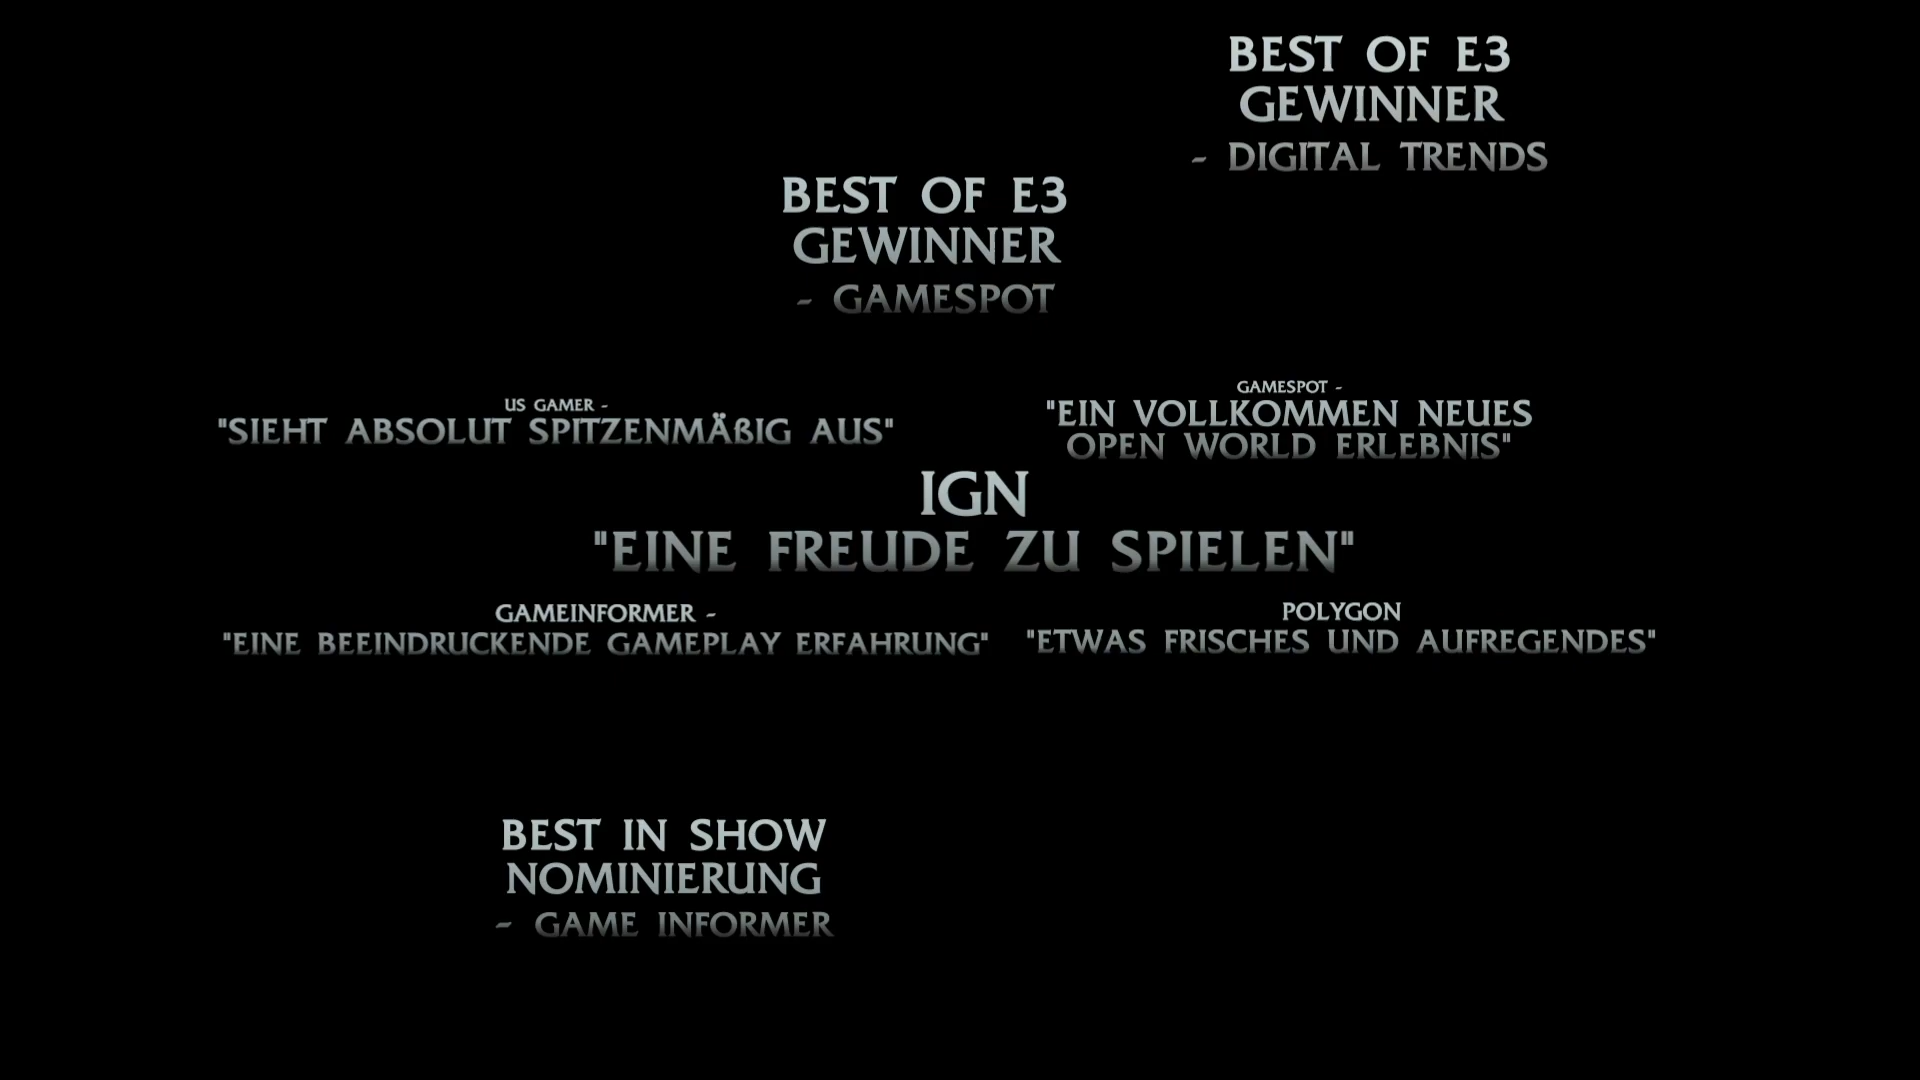 BEST OF E3
GEWINNER
- DIGITAL TRENDS
BEST OF E3
GEWINNER
- GAMESPOT
US GAMER -
"SIEHT ABSOLUT SPITZENMÄßIG AUS"
GAMESPOT -
"EIN VOLLKOMMEN NEUES
OPEN WORLD ERLEBNIS"
IGN
"EINE FREUDE ZU SPIELEN"
GAMEINFORMER -
"EINE BEEINDRUCKENDE GAMEPLAY ERFAHRUNG"
POLYGON
"ETWAS FRISCHES UND AUFREGENDES"
BEST IN SHOW
NOMINIERUNG
- GAME INFORMER